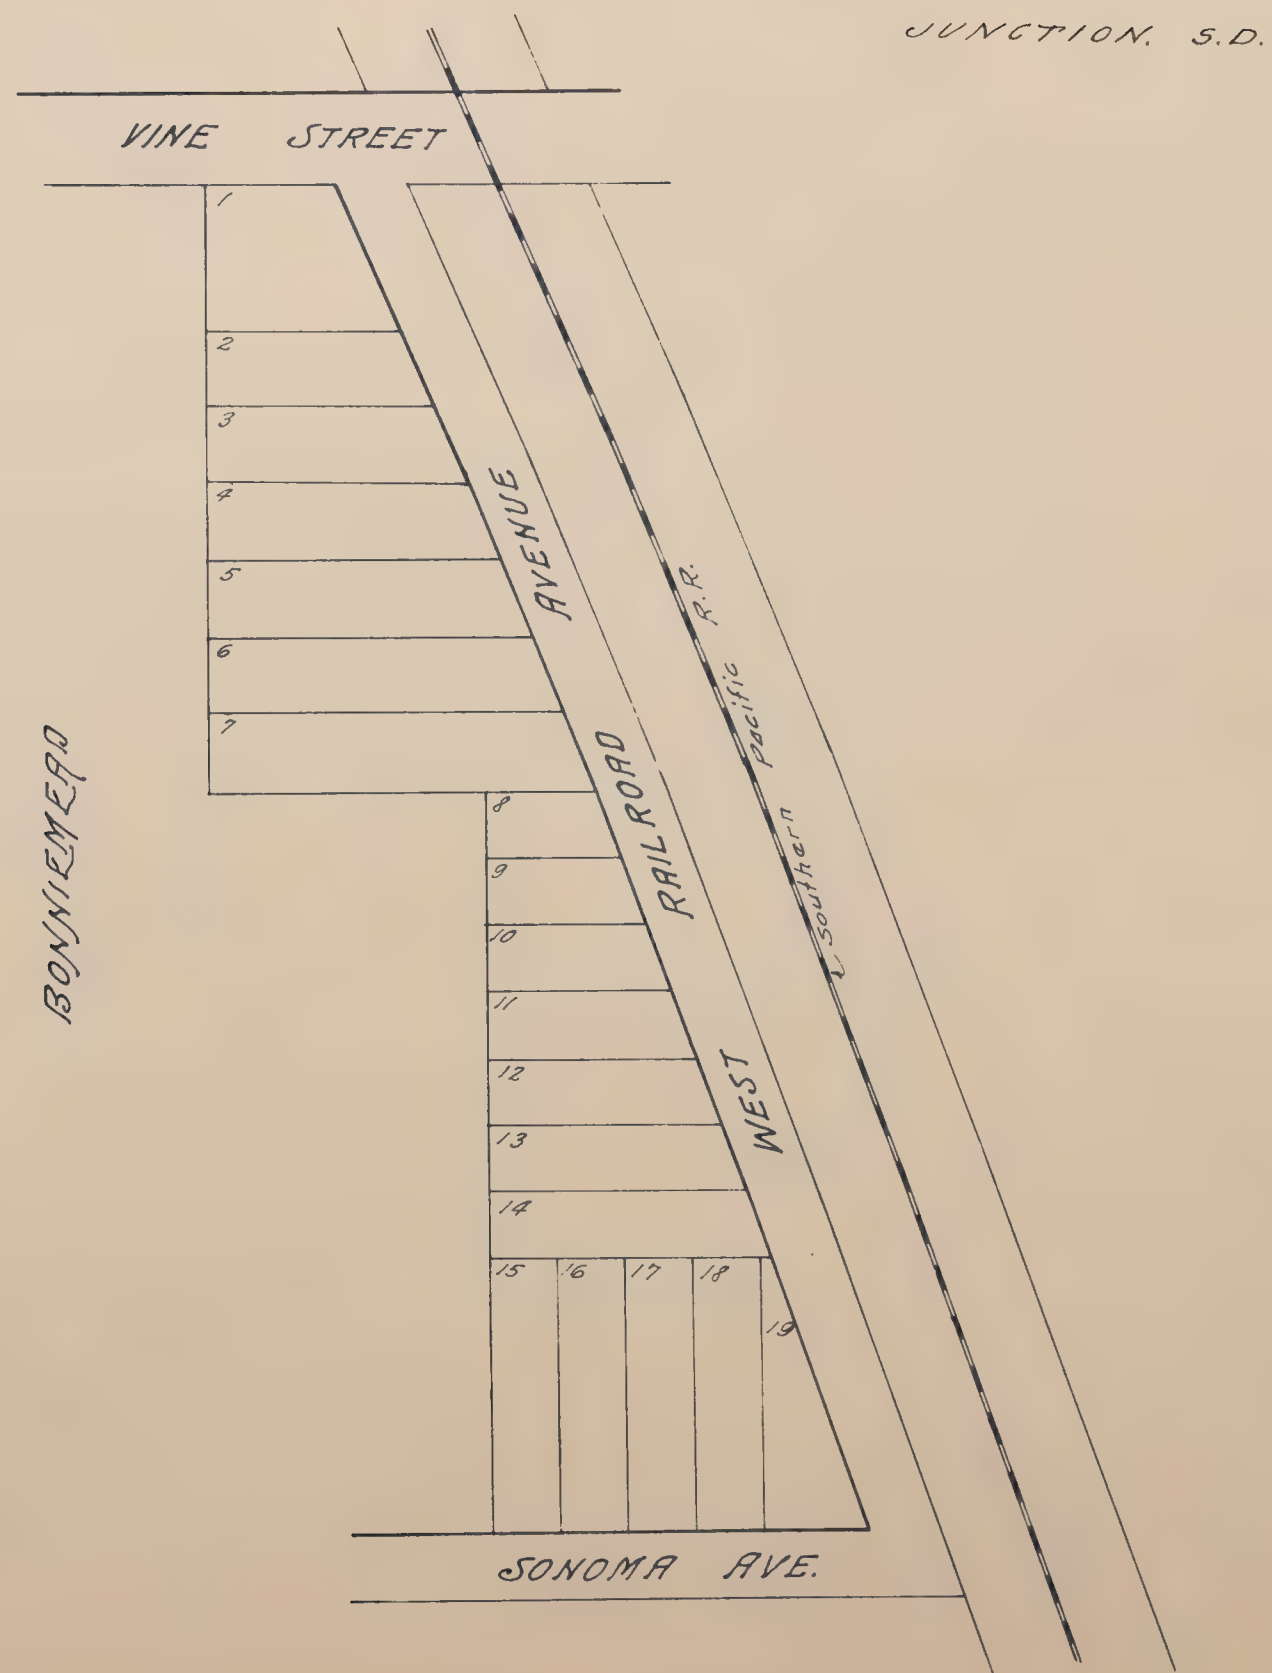 JUNCTION. S.D.
VINE STREET
1
2
3
4
5
6
7
8
9
10
11
12
13
14
15 16 17 18
19
WEST RAILROAD AVENUE
Southern Pacific R.R.
BONNIEMEAD
SONOMA AVE.